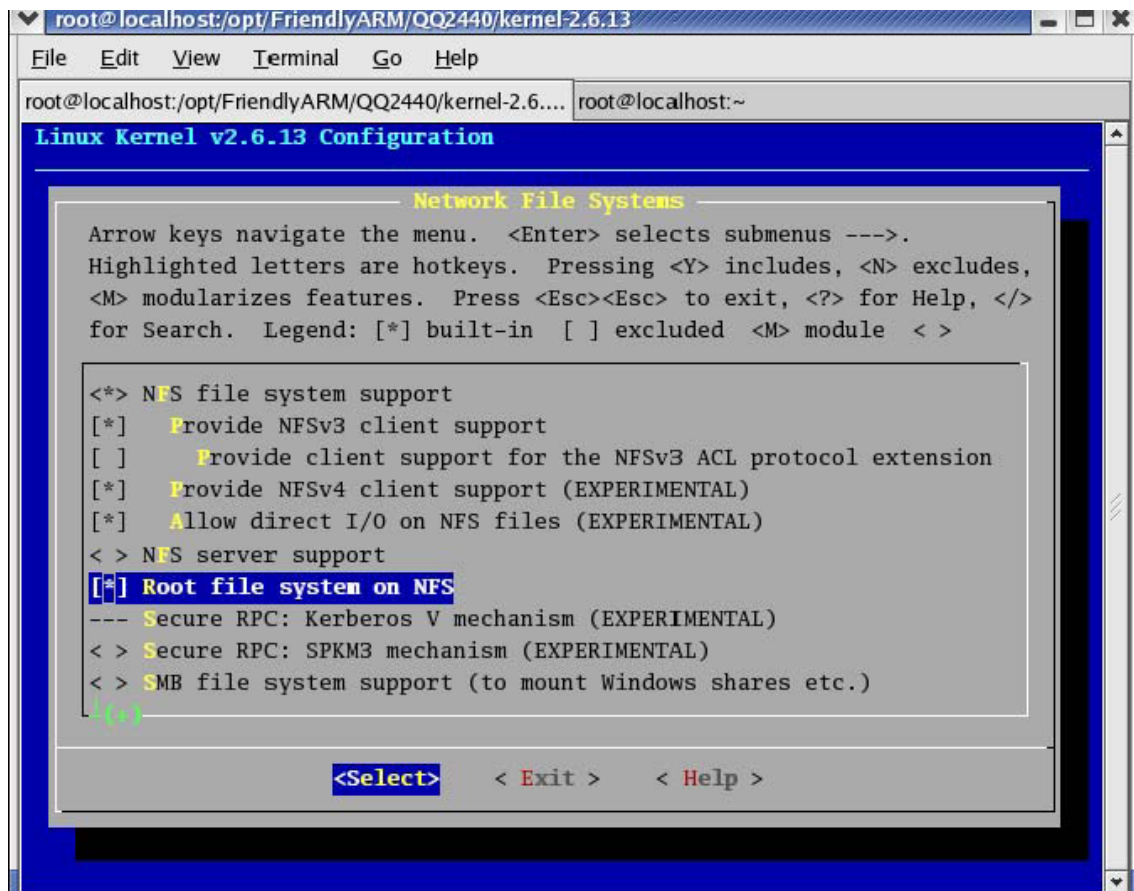 root@localhost:/opt/FriendlyARM/QQ2440/kernel-2.6.13
File Edit View Terminal Go Help
root@localhost:/opt/FriendlyARM/QQ2440/kernel-2.6.... root@localhost:~
Linux Kernel v2.6.13 Configuration
Network File Systems
Arrow keys navigate the menu. <Enter> selects submenus --->.
Highlighted letters are hotkeys. Pressing <Y> includes, <N> excludes,
<M> modularizes features. Press <Esc><Esc> to exit, <?> for Help, </>
for Search. Legend: [*] built-in [ ] excluded <M> module < >
<*> NFS file system support
[*] Provide NFSv3 client support
[ ] Provide client support for the NFSv3 ACL protocol extension
[*] Provide NFSv4 client support (EXPERIMENTAL)
[*] Allow direct I/O on NFS files (EXPERIMENTAL)
< > NFS server support
[*] Root file system on NFS
--- Secure RPC: Kerberos V mechanism (EXPERIMENTAL)
< > Secure RPC: SPKM3 mechanism (EXPERIMENTAL)
< > SMB file system support (to mount Windows shares etc.)
(+)
<Select> < Exit > < Help >